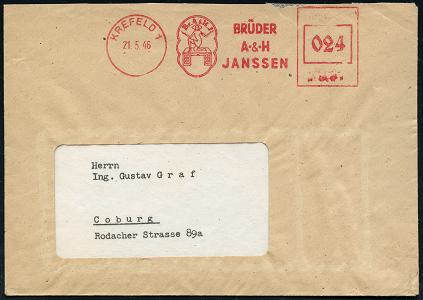 KREFELD 1
21.5.46
BRÜDER
A·&·H
JANSSEN
024
Herrn
Ing. Gustav Graf
Coburg
Rodacher Strasse 89a